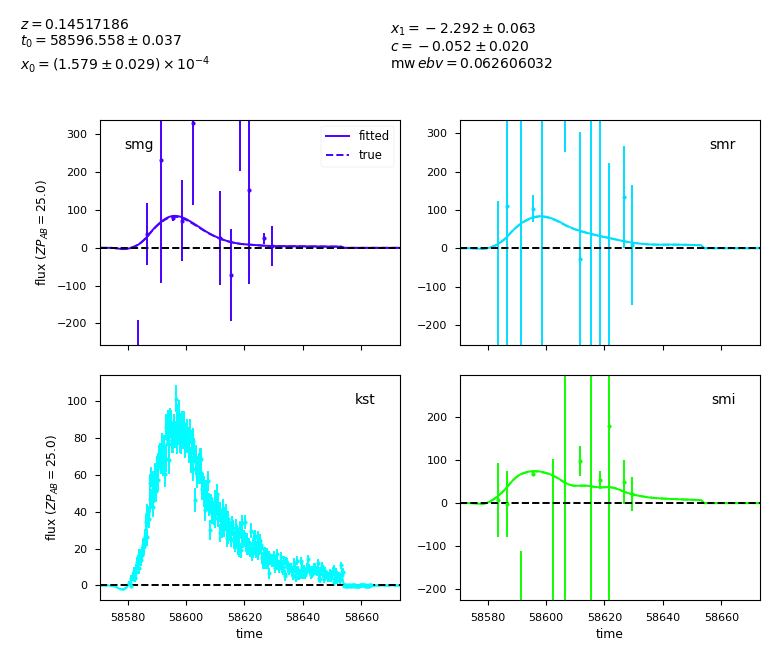 z = 0.14517186
t0 = 58596.558 ± 0.037
x0 = (1.579 ± 0.029) × 10^-4
x1 = −2.292 ± 0.063
c = −0.052 ± 0.020
mw ebv = 0.062606032
300
200
100
0
−100
−200
flux (ZP_AB = 25.0)
smg
fitted
true
300
200
100
0
−100
−200
smr
100
80
60
40
20
0
flux (ZP_AB = 25.0)
kst
58580
58600
58620
58640
58660
time
200
100
0
−100
−200
smi
58580
58600
58620
58640
58660
time